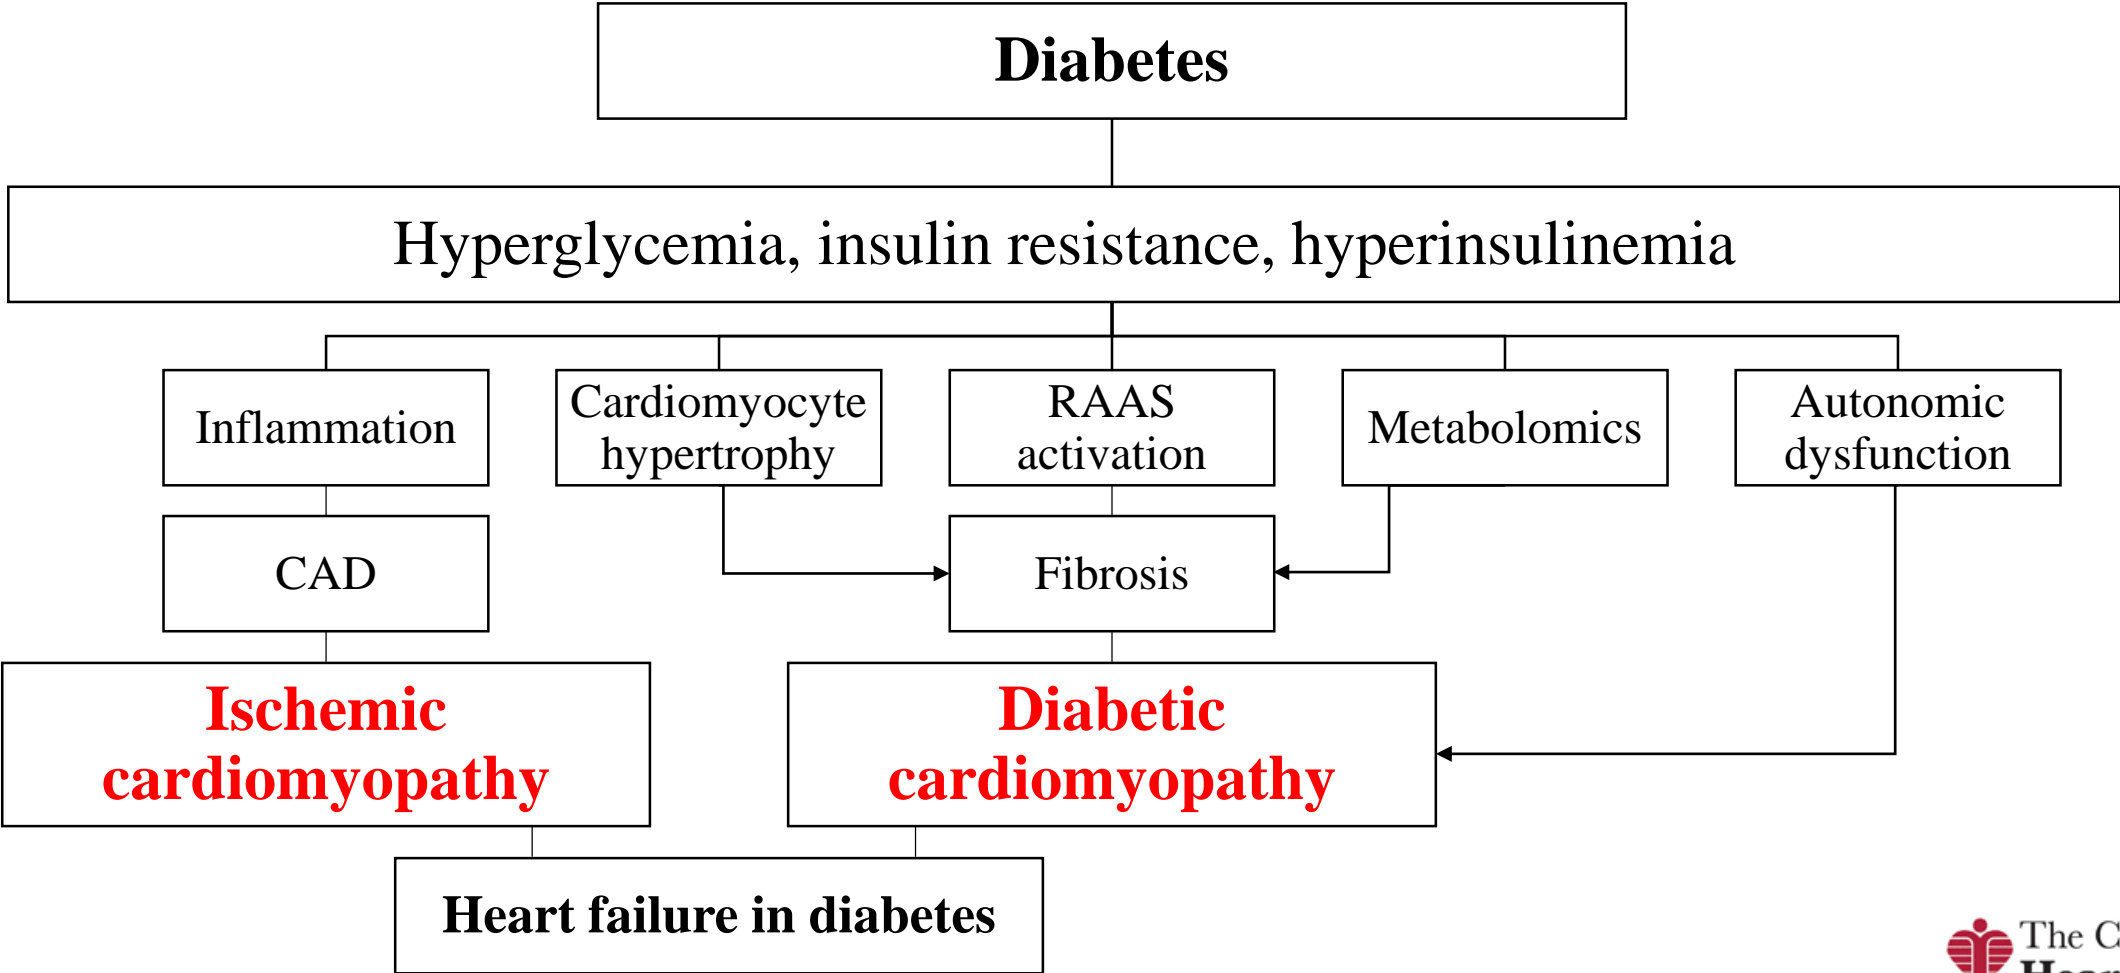 Diabetes
Hyperglycemia, insulin resistance, hyperinsulinemia
Inflammation
Cardiomyocyte
hypertrophy
RAAS
activation
Metabolomics
Autonomic
dysfunction
CAD
Fibrosis
Ischemic
cardiomyopathy
Diabetic
cardiomyopathy
Heart failure in diabetes
The C